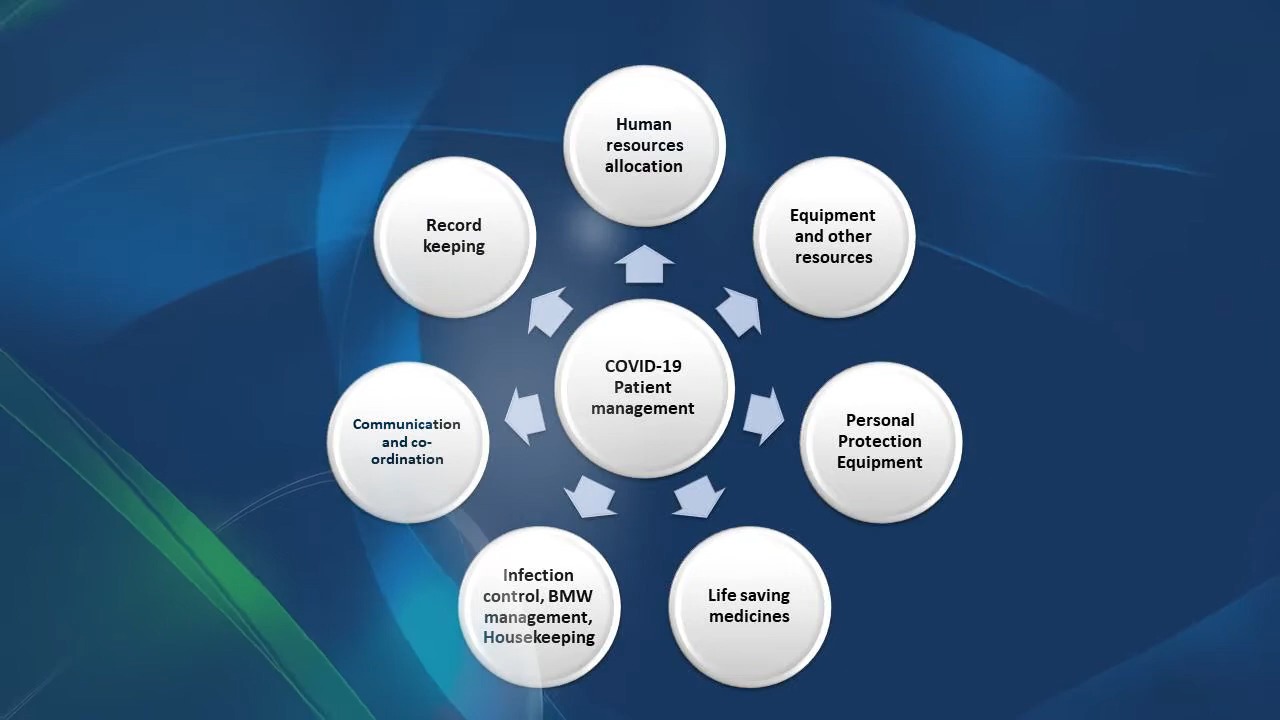 Human
resources
allocation
Equipment
and other
resources
Personal
Protection
Equipment
Life saving
medicines
Infection
control, BMW
management,
Housekeeping
Communication
and co-
ordination
Record
keeping
COVID-19
Patient
management